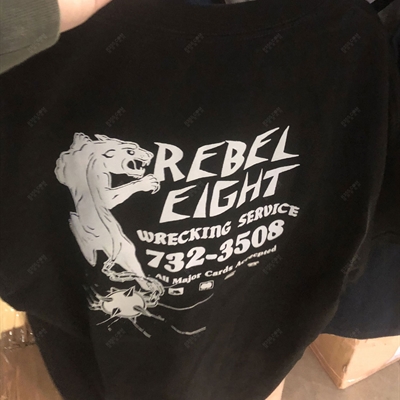 REBEL
EIGHT
WRECKING SERVICE
732-3508
All Major Cards Accepted